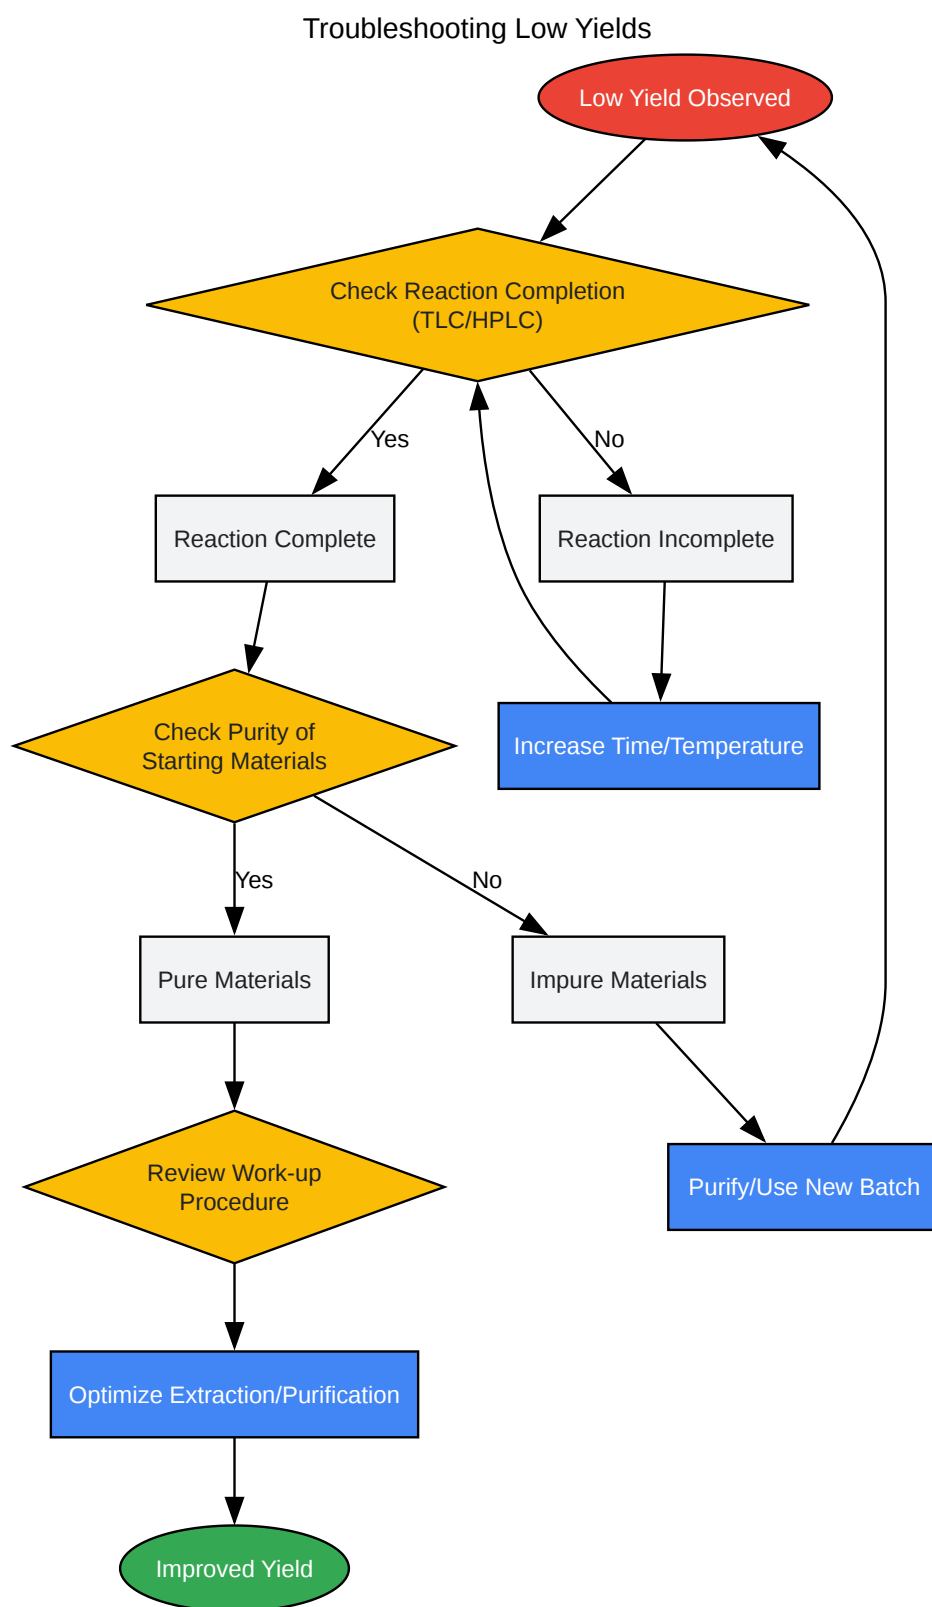 Troubleshooting Low Yields
Low Yield Observed
Check Reaction Completion
(TLC/HPLC)
Yes
No
Reaction Complete
Reaction Incomplete
Check Purity of
Starting Materials
Increase Time/Temperature
Yes
No
Pure Materials
Impure Materials
Review Work-up
Procedure
Purify/Use New Batch
Optimize Extraction/Purification
Improved Yield